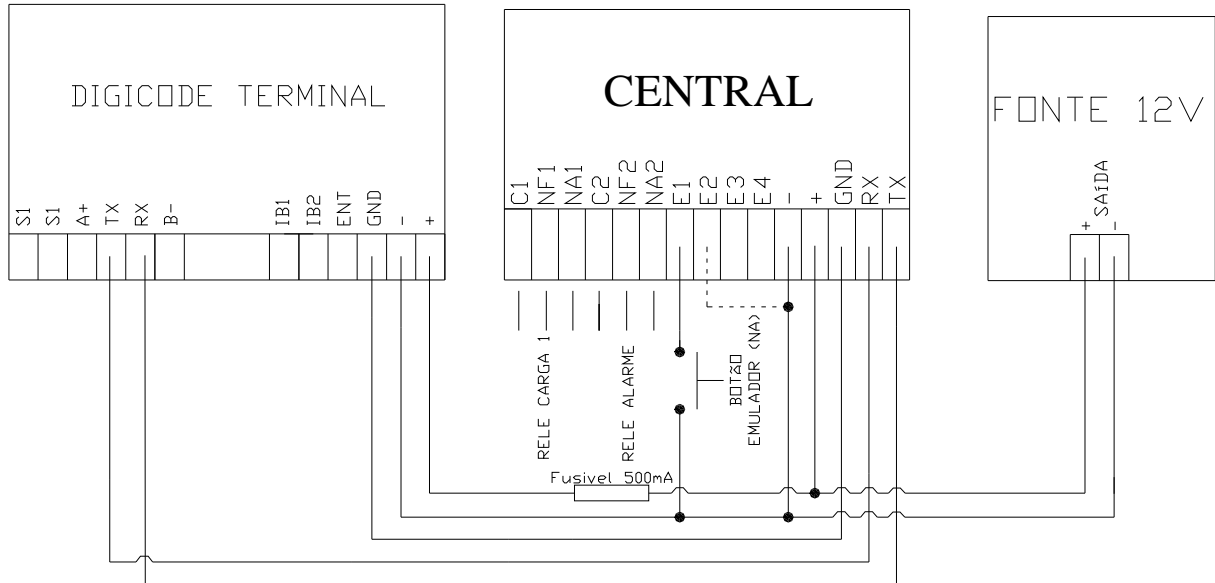 DIGICODE TERMINAL
S1
S1
A+
TX
RX
B-
IB1
IB2
ENT
GND
-
+
CENTRAL
C1
NF1
NA1
C2
NF2
NA2
E1
E2
E3
E4
-
+
GND
RX
TX
FONTE 12V
+
SAÍDA
-
RELE CARGA 1
RELE ALARME
BOTÃO
EMULADOR (NA)
Fusivel 500mA